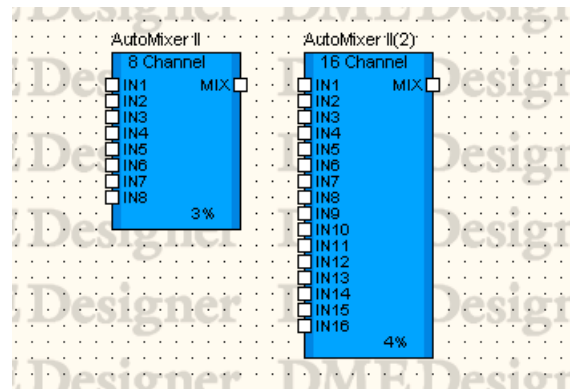 AutoMixer II
8 Channel
IN1 MIX
IN2
IN3
IN4
IN5
IN6
IN7
IN8
3%
AutoMixer II(2)
16 Channel
IN1 MIX
IN2
IN3
IN4
IN5
IN6
IN7
IN8
IN9
IN10
IN11
IN12
IN13
IN14
IN15
IN16
4%
DME Designer